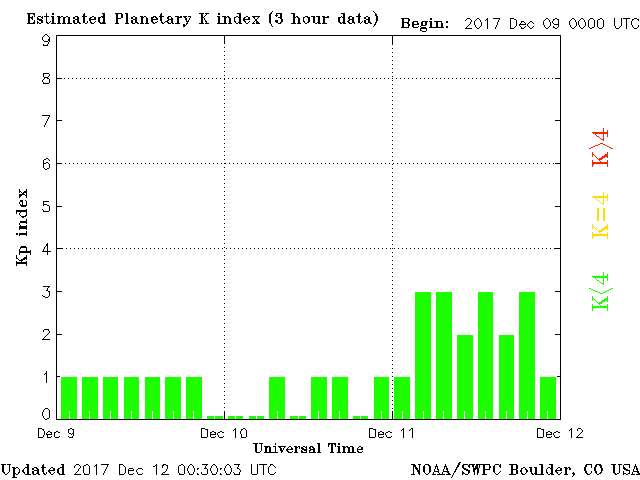 Estimated Planetary K index (3 hour data)
Begin: 2017 Dec 09 0000 UTC
9
8
7
6
5
4
3
2
1
0
Kp index
K>4
K=4
K<4
Dec 9
Dec 10
Dec 11
Dec 12
Universal Time
Updated 2017 Dec 12 00:30:03 UTC
NOAA/SWPC Boulder, CO USA